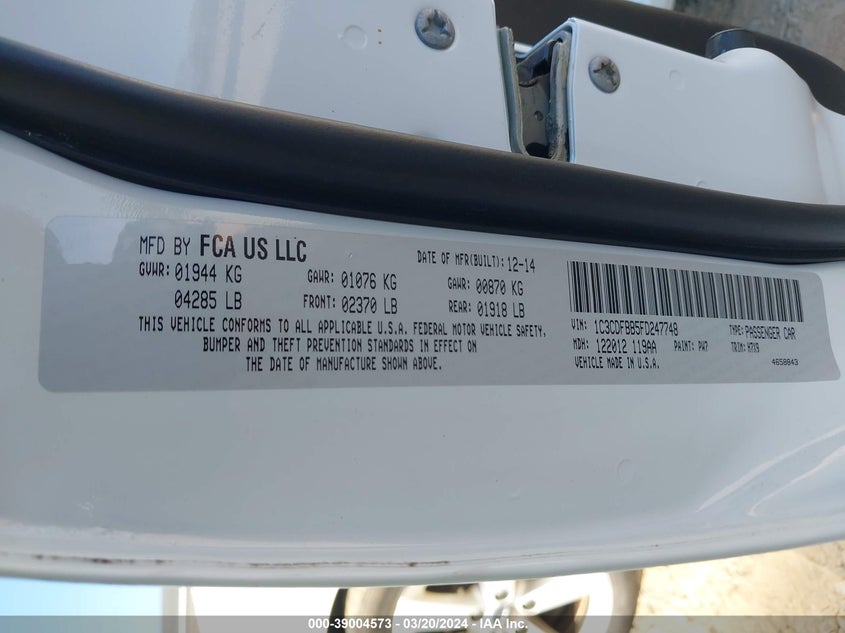 MFD BY FCA US LLC
DATE OF MFR(BUILT): 12-14
GVWR: 01944 KG
GAWR: 01076 KG
GAWR: 00870 KG
04285 LB
FRONT: 02370 LB
REAR: 01918 LB
THIS VEHICLE CONFORMS TO ALL APPLICABLE U.S.A. FEDERAL MOTOR VEHICLE SAFETY,
BUMPER AND THEFT PREVENTION STANDARDS IN EFFECT ON
THE DATE OF MANUFACTURE SHOWN ABOVE.
VIN: 1C3CDFBB5FD247748
TYPE: PASSENGER CAR
MDH: 122012 119AA
PAINT: PW7
TRIM: H7X9
VEHICLE MADE IN U.S.A.
4658843
000-39004573 - 03/20/2024 - IAA Inc.